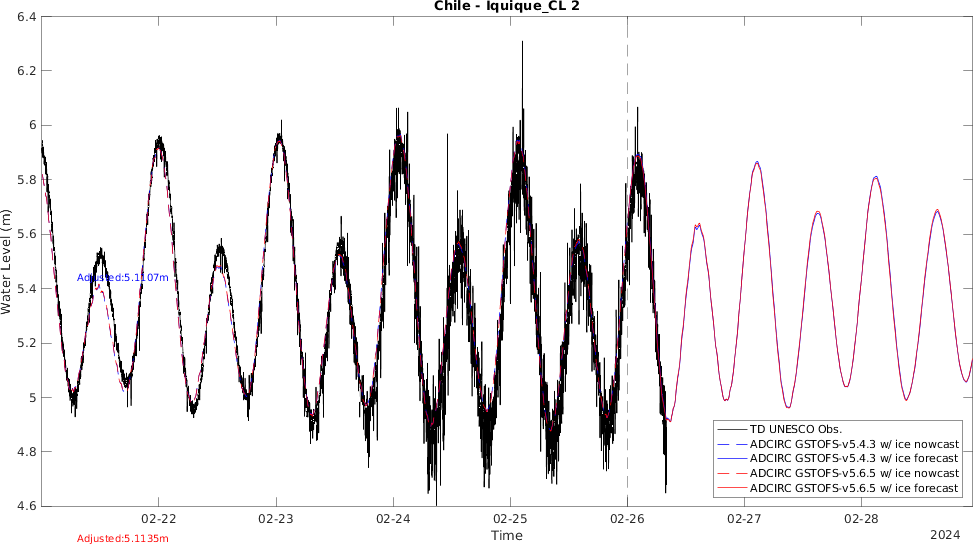 Chile - Iquique_CL 2
6.4
6.2
6
5.8
5.6
5.4
5.2
5
4.8
4.6
Water Level (m)
Adjusted:5.1107m
TD UNESCO Obs.
ADCIRC GSTOFS-v5.4.3 w/ ice nowcast
ADCIRC GSTOFS-v5.4.3 w/ ice forecast
ADCIRC GSTOFS-v5.6.5 w/ ice nowcast
ADCIRC GSTOFS-v5.6.5 w/ ice forecast
02-22 02-23 02-24 02-25 02-26 02-27 02-28
Time
2024
Adjusted:5.1135m